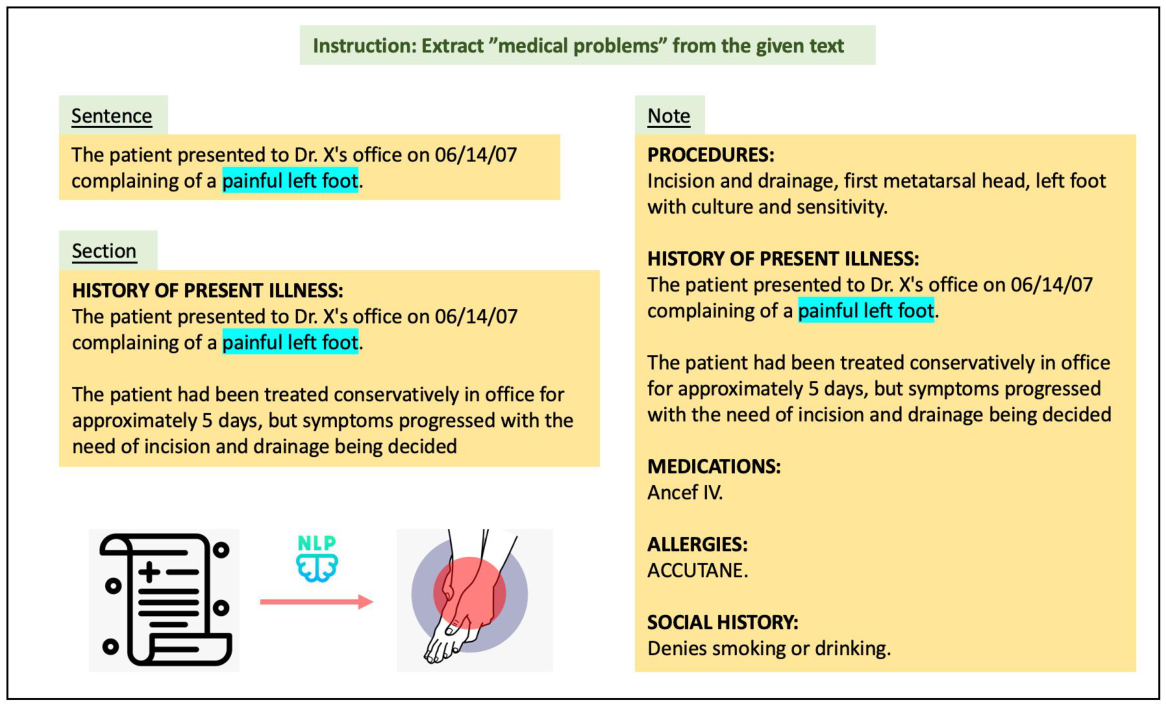 Instruction: Extract ”medical problems” from the given text
Sentence
The patient presented to Dr. X's office on 06/14/07
complaining of a painful left foot.
Section
HISTORY OF PRESENT ILLNESS:
The patient presented to Dr. X's office on 06/14/07
complaining of a painful left foot.
The patient had been treated conservatively in office for
approximately 5 days, but symptoms progressed with the
need of incision and drainage being decided
NLP
Note
PROCEDURES:
Incision and drainage, first metatarsal head, left foot
with culture and sensitivity.
HISTORY OF PRESENT ILLNESS:
The patient presented to Dr. X's office on 06/14/07
complaining of a painful left foot.
The patient had been treated conservatively in office
for approximately 5 days, but symptoms progressed
with the need of incision and drainage being decided
MEDICATIONS:
Ancef IV.
ALLERGIES:
ACCUTANE.
SOCIAL HISTORY:
Denies smoking or drinking.